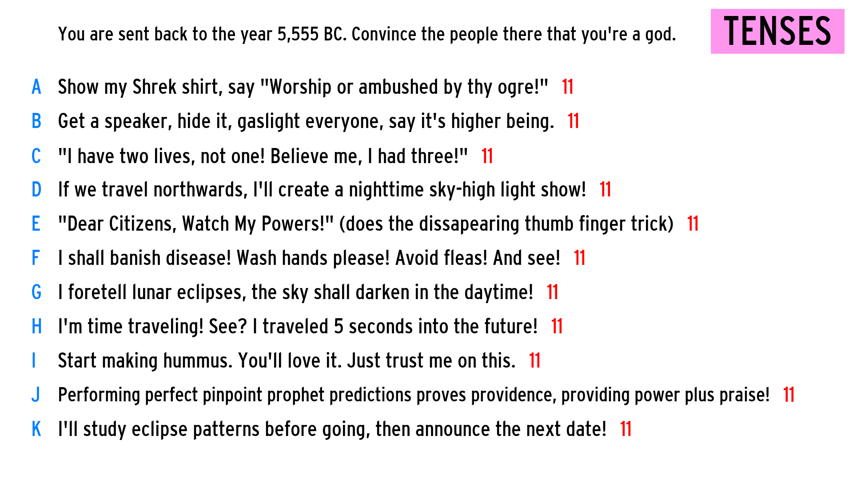 You are sent back to the year 5,555 BC. Convince the people there that you're a god.
TENSES
A Show my Shrek shirt, say "Worship or ambushed by thy ogre!" 11
B Get a speaker, hide it, gaslight everyone, say it's higher being. 11
C "I have two lives, not one! Believe me, I had three!" 11
D If we travel northwards, I'll create a nighttime sky-high light show! 11
E "Dear Citizens, Watch My Powers!" (does the dissapearing thumb finger trick) 11
F I shall banish disease! Wash hands please! Avoid fleas! And see! 11
G I foretell lunar eclipses, the sky shall darken in the daytime! 11
H I'm time traveling! See? I traveled 5 seconds into the future! 11
I Start making hummus. You'll love it. Just trust me on this. 11
J Performing perfect pinpoint prophet predictions proves providence, providing power plus praise! 11
K I'll study eclipse patterns before going, then announce the next date! 11